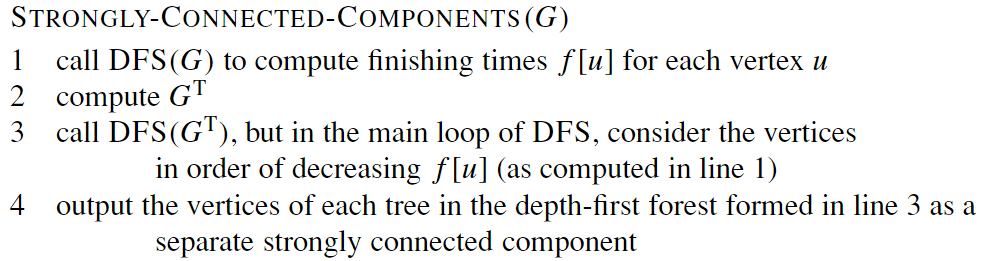 STRONGLY-CONNECTED-COMPONENTS(G)
1 call DFS(G) to compute finishing times f[u] for each vertex u
2 compute Gᵀ
3 call DFS(Gᵀ), but in the main loop of DFS, consider the vertices
in order of decreasing f[u] (as computed in line 1)
4 output the vertices of each tree in the depth-first forest formed in line 3 as a
separate strongly connected component